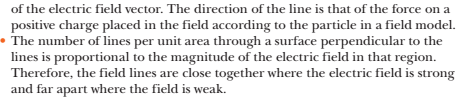 of the electric field vector. The direction of the line is that of the force on a
positive charge placed in the field according to the particle in a field model.
• The number of lines per unit area through a surface perpendicular to the
lines is proportional to the magnitude of the electric field in that region.
Therefore, the field lines are close together where the electric field is strong
and far apart where the field is weak.